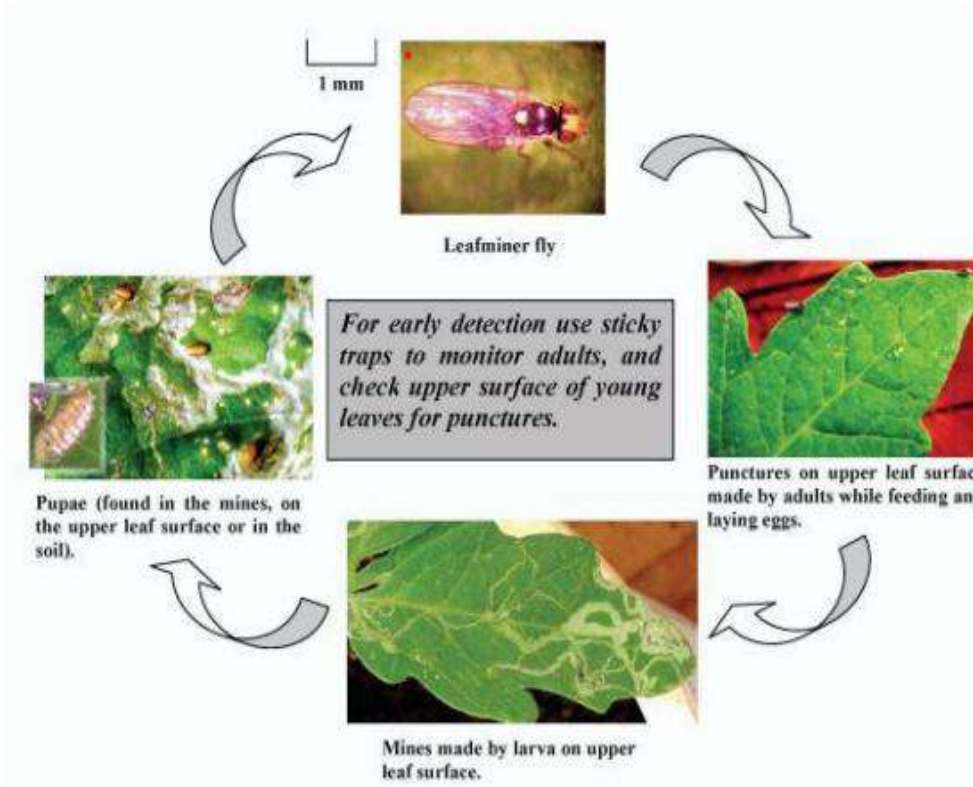 1 mm
Leafminer fly
For early detection use sticky
traps to monitor adults, and
check upper surface of young
leaves for punctures.
Punctures on upper leaf surfac
made by adults while feeding an
laying eggs.
Pupae (found in the mines, on
the upper leaf surface or in the
soil).
Mines made by larva on upper
leaf surface.